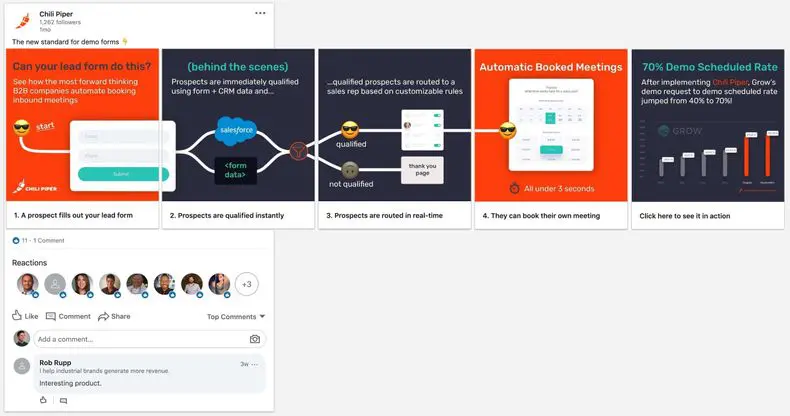 Chili Piper
1,262 followers
1mo
The new standard for demo forms 👇
Can your lead form do this?
See how the most forward thinking
B2B companies automate booking
inbound meetings
start
Submit
CHILI PIPER
1. A prospect fills out your lead form
(behind the scenes)
Prospects are immediately qualified
using form + CRM data and...
salesforce
<form
data>
2. Prospects are qualified instantly
...qualified prospects are routed to a
sales rep based on customizable rules
qualified
not qualified
thank you
page
3. Prospects are routed in real-time
Automatic Booked Meetings
All under 3 seconds
4. They can book their own meeting
70% Demo Scheduled Rate
After implementing Chili Piper, Grow's
demo request to demo scheduled rate
jumped from 40% to 70%!
GROW
Click here to see it in action
11 · 1 Comment
Reactions
+3
Like
Comment
Share
Top Comments
Add a comment...
Rob Rupp
3w
I help industrial brands generate more revenue.
Interesting product.